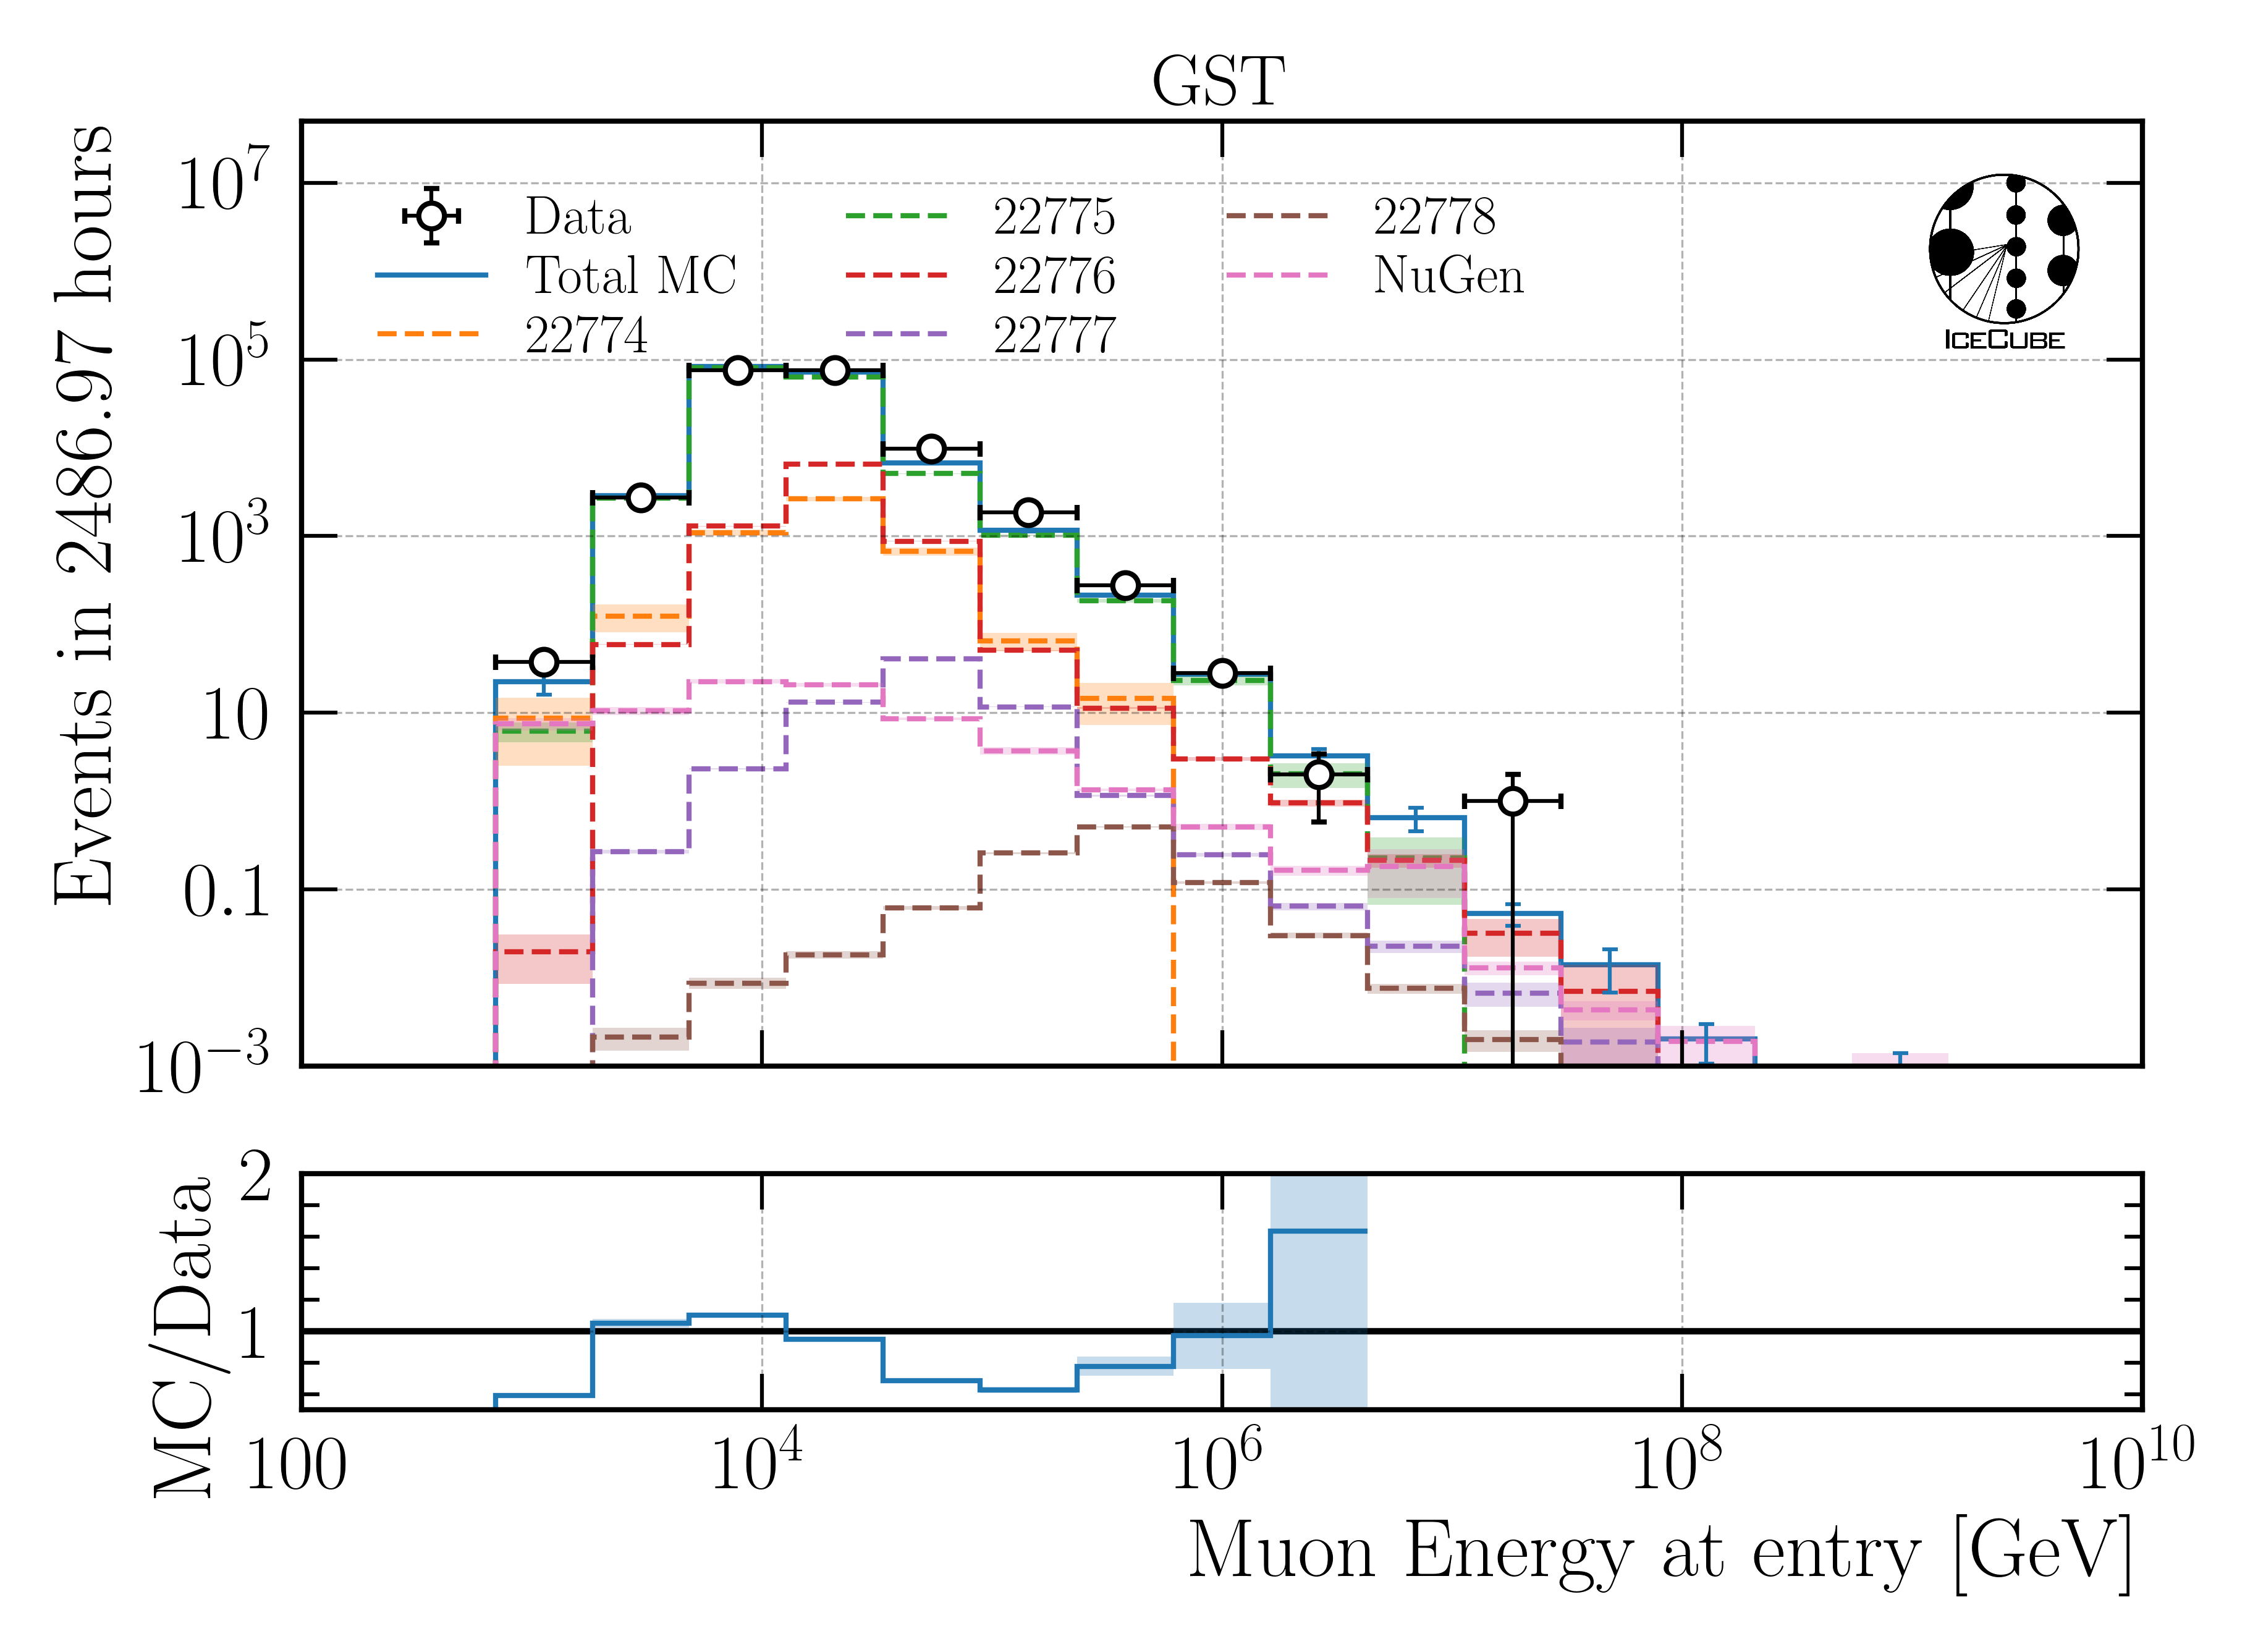 GST
Events in 2486.97 hours
10^7
10^5
10^3
10
0.1
10^−3
Data
Total MC
22774
22775
22776
22777
22778
NuGen
ICECUBE
MC/Data
2
1
100
10^4
10^6
10^8
10^10
Muon Energy at entry [GeV]